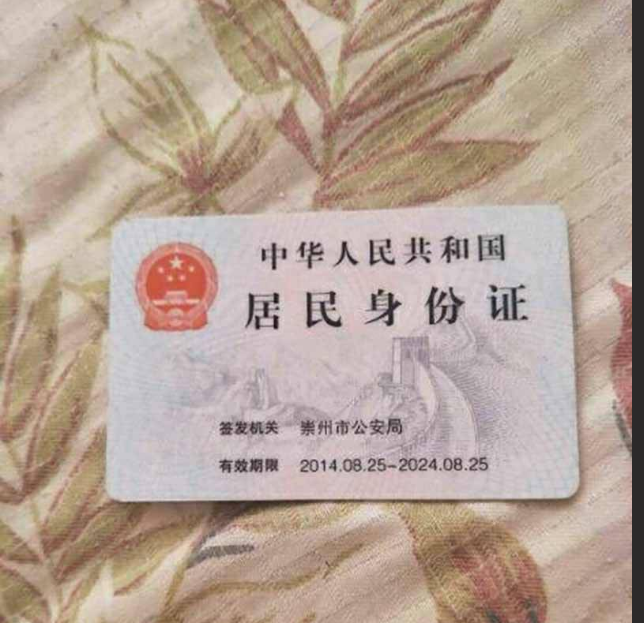 中华人民共和国
居民身份证
签发机关 崇州市公安局
有效期限 2014.08.25-2024.08.25